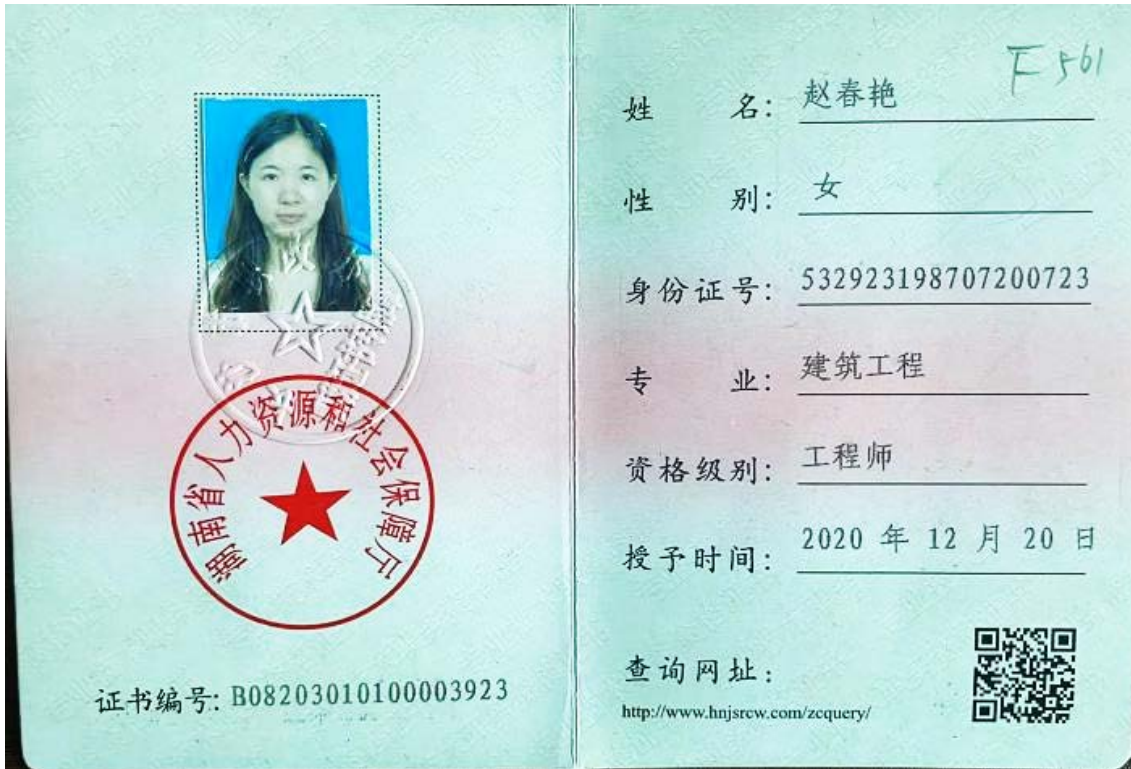 湖南省人力资源和社会保障厅
证书编号: B08203010100003923
F561
姓 名: 赵春艳
性 别: 女
身份证号: 532923198707200723
专 业: 建筑工程
资格级别: 工程师
授予时间: 2020 年 12 月 20 日
查询网址:
http://www.hnjsrcw.com/zcquery/